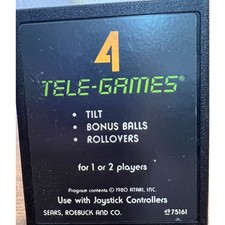 4
TELE-GAMES®
• TILT
• BONUS BALLS
• ROLLOVERS
for 1 or 2 players
Program contents © 1980 ATARI, INC.
Use with Joystick Controllers
SEARS, ROEBUCK AND CO.
49 75161